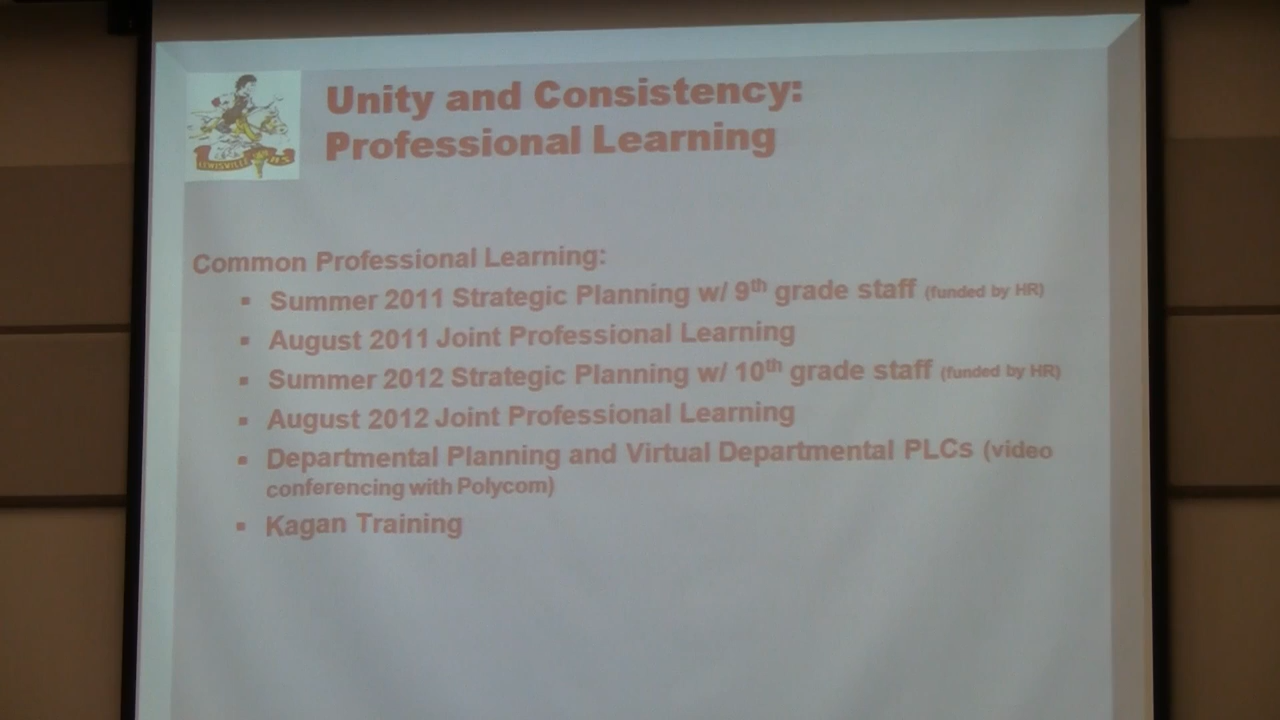 LEWISVILLE HS
Unity and Consistency:
Professional Learning
Common Professional Learning:
▪ Summer 2011 Strategic Planning w/ 9th grade staff (funded by HR)
▪ August 2011 Joint Professional Learning
▪ Summer 2012 Strategic Planning w/ 10th grade staff (funded by HR)
▪ August 2012 Joint Professional Learning
▪ Departmental Planning and Virtual Departmental PLCs (video
conferencing with Polycom)
▪ Kagan Training